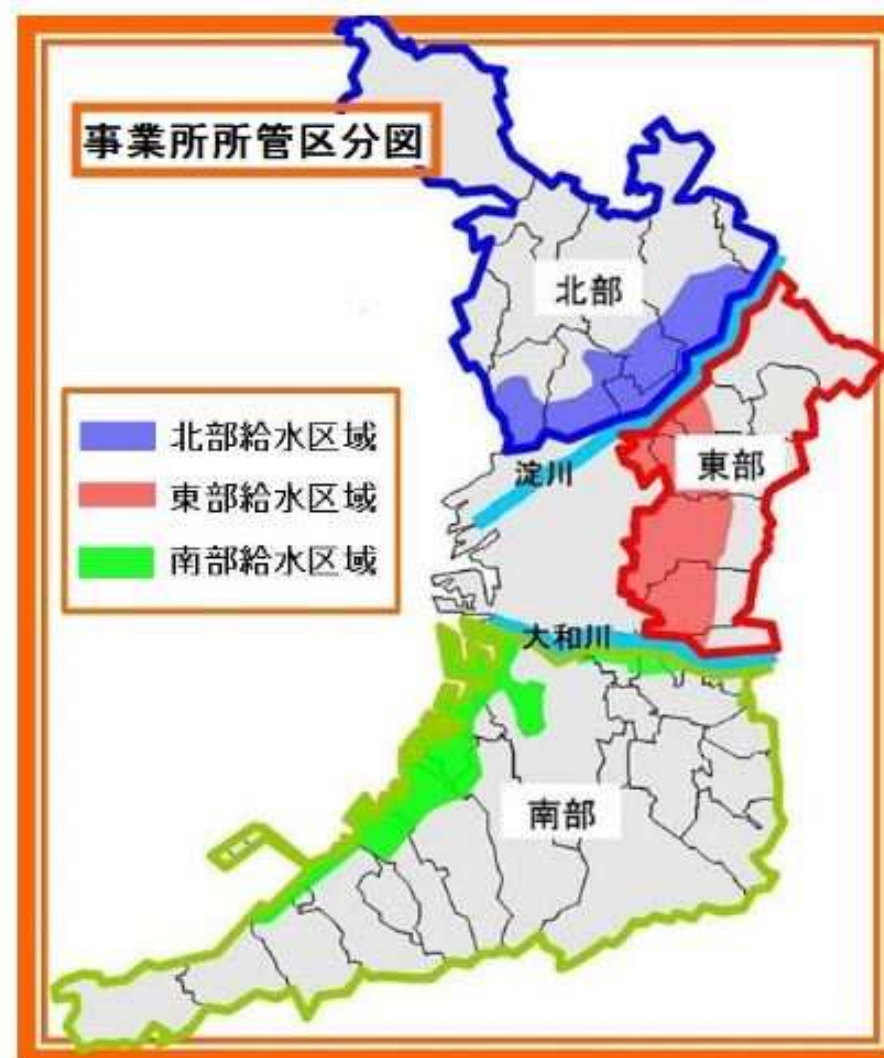 事業所所管区分図
北部
北部給水区域
東部給水区域
南部給水区域
淀川
東部
大和川
南部